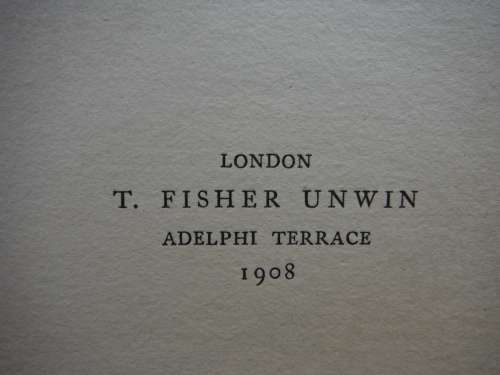 LONDON
T. FISHER UNWIN
ADELPHI TERRACE
1908